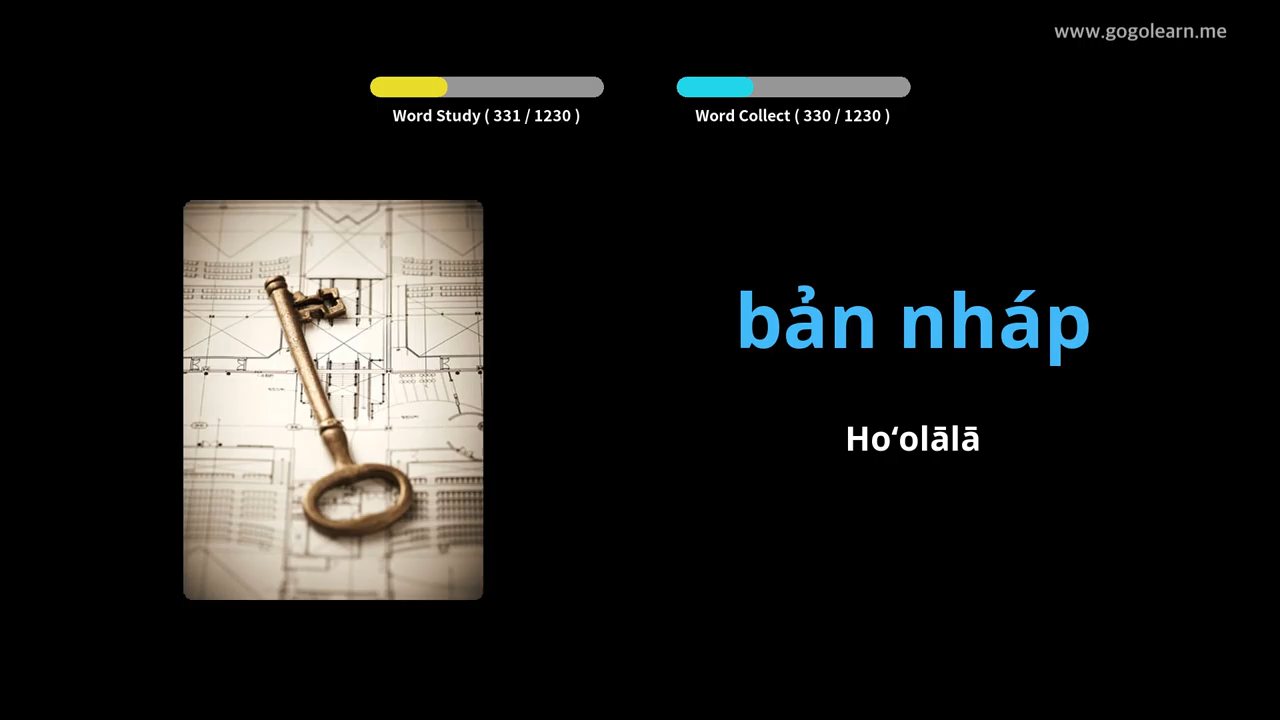 www.gogolearn.me
Word Study ( 331 / 1230 )
Word Collect ( 330 / 1230 )
bản nháp
Hoʻolālā